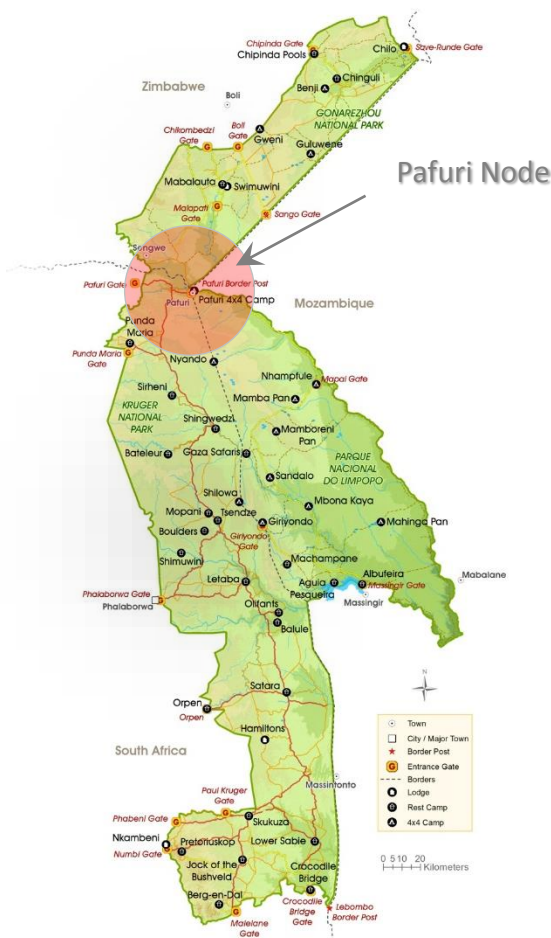 Chipinda Gate
Chipinda Pools
Chilo
Save-Runde Gate
Zimbabwe
Chinguli
Benji
Boli
GONAREZHOU
NATIONAL PARK
Chikombedzi
Gate
Boli
Gate
Gweni
Guluwene
Pafuri Node
Mabalauta
Swimuwini
Malapati
Gate
Sango Gate
Sengwe
Pafuri Gate
Pafuri Border Post
Pafuri
Pafuri 4x4 Camp
Mozambique
Punda
Maria
Punda Maria
Gate
Nyando
Nhampfule
Mapai Gate
Sirheni
Mamba Pan
KRUGER
NATIONAL
PARK
Shingwedzi
Mamboreni
Pan
Bateleur
Gaza Safaris
PARQUE
NACIONAL
DO LIMPOPO
Sandalo
Shilowa
Mbona Kaya
Mopani
Tsendze
Giriyondo
Mahinga Pan
Boulders
Giriyondo
Gate
Shimuwini
Machampane
Letaba
Aguia
Pesqueira
Albufeira
Massingir Gate
Mabalane
Phalaborwa Gate
Phalaborwa
Massingir
Olifants
Balule
Satara
Orpen
Orpen
Hamiltons
South Africa
Massintonto
Paul Kruger
Gate
Phabeni Gate
Skukuza
Nkambeni
Numbi Gate
Pretoriuskop
Lower Sabie
Jock of the
Bushveld
Crocodile
Bridge
Berg-en-Dal
Malelane
Gate
Crocodile
Bridge
Gate
Lebombo
Border Post
N
Town
City / Major Town
Border Post
G Entrance Gate
Borders
Lodge
Rest Camp
4x4 Camp
0 5 10 20
Kilometers